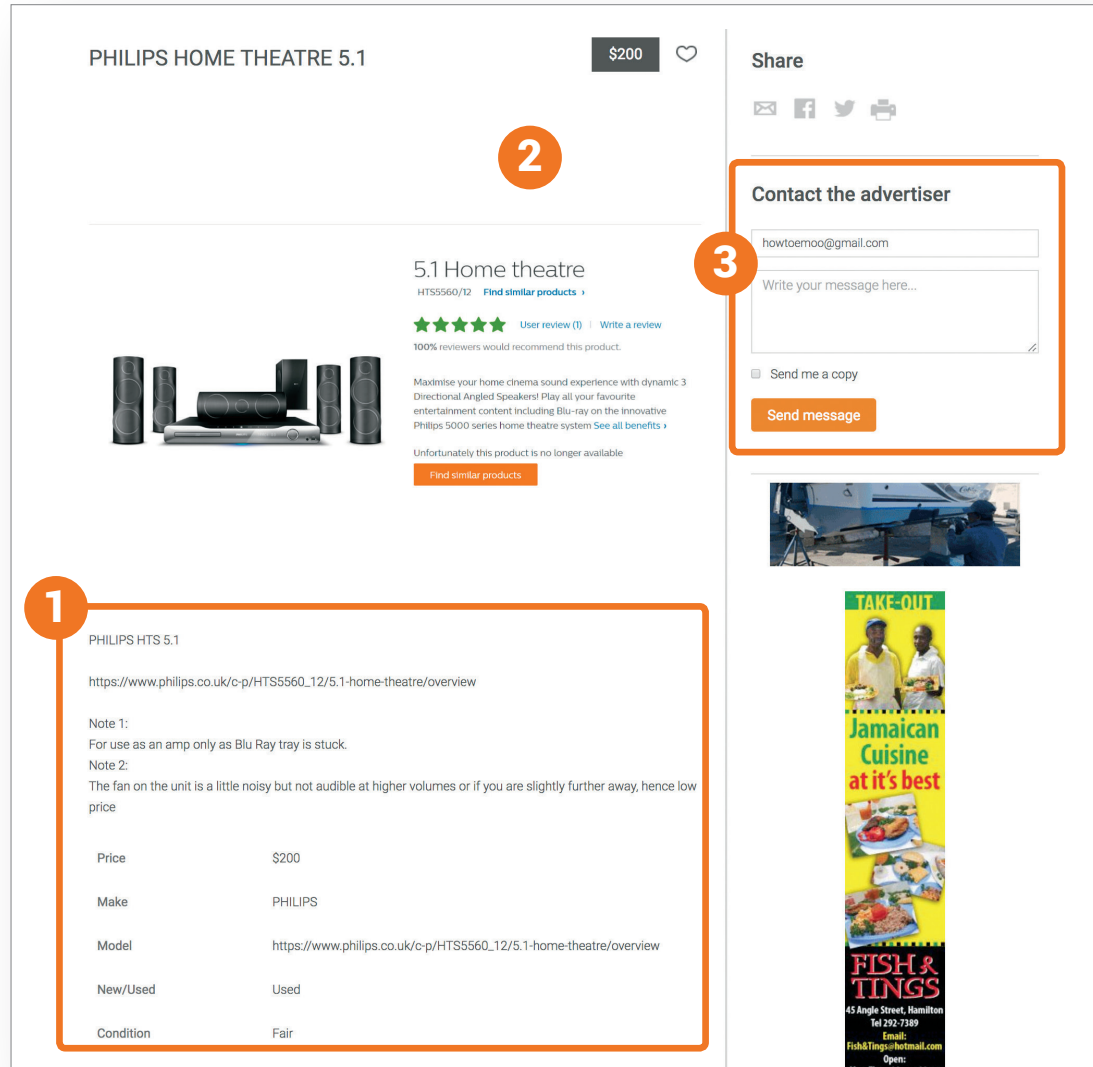 PHILIPS HOME THEATRE 5.1
$200
2
5.1 Home theatre
HTS5560/12 Find similar products ›
User review (1) | Write a review
100% reviewers would recommend this product.
Maximise your home cinema sound experience with dynamic 3
Directional Angled Speakers! Play all your favourite
entertainment content including Blu-ray on the innovative
Philips 5000 series home theatre system See all benefits ›
Unfortunately this product is no longer available
Find similar products
1
PHILIPS HTS 5.1
https://www.philips.co.uk/c-p/HTS5560_12/5.1-home-theatre/overview
Note 1:
For use as an amp only as Blu Ray tray is stuck.
Note 2:
The fan on the unit is a little noisy but not audible at higher volumes or if you are slightly further away, hence low
price
Price $200
Make PHILIPS
Model https://www.philips.co.uk/c-p/HTS5560_12/5.1-home-theatre/overview
New/Used Used
Condition Fair
Share
3
Contact the advertiser
howtoemoo@gmail.com
Write your message here...
Send me a copy
Send message
TAKE-OUT
Jamaican
Cuisine
at it's best
FISH &
TINGS
45 Angle Street, Hamilton
Tel 292-7389
Email:
Fish&Tings@hotmail.com
Open: